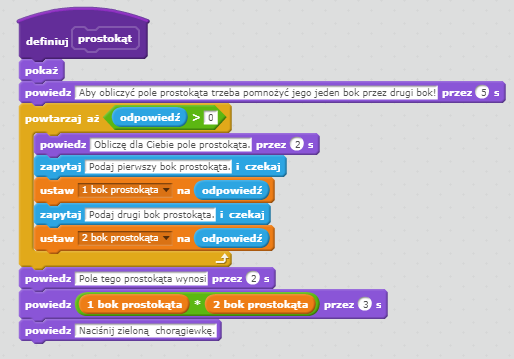 definiuj prostokąt
pokaż
powiedz Aby obliczyć pole prostokąta trzeba pomnożyć jego jeden bok przez drugi bok! przez 5 s
powtarzaj aż odpowiedź > 0
powiedz Obliczę dla Ciebie pole prostokąta. przez 2 s
zapytaj Podaj pierwszy bok prostokąta. i czekaj
ustaw 1 bok prostokąta na odpowiedź
zapytaj Podaj drugi bok prostokąta. i czekaj
ustaw 2 bok prostokąta na odpowiedź
powiedz Pole tego prostokąta wynosi przez 2 s
powiedz 1 bok prostokąta * 2 bok prostokąta przez 3 s
powiedz Naciśnij zieloną chorągiewkę.